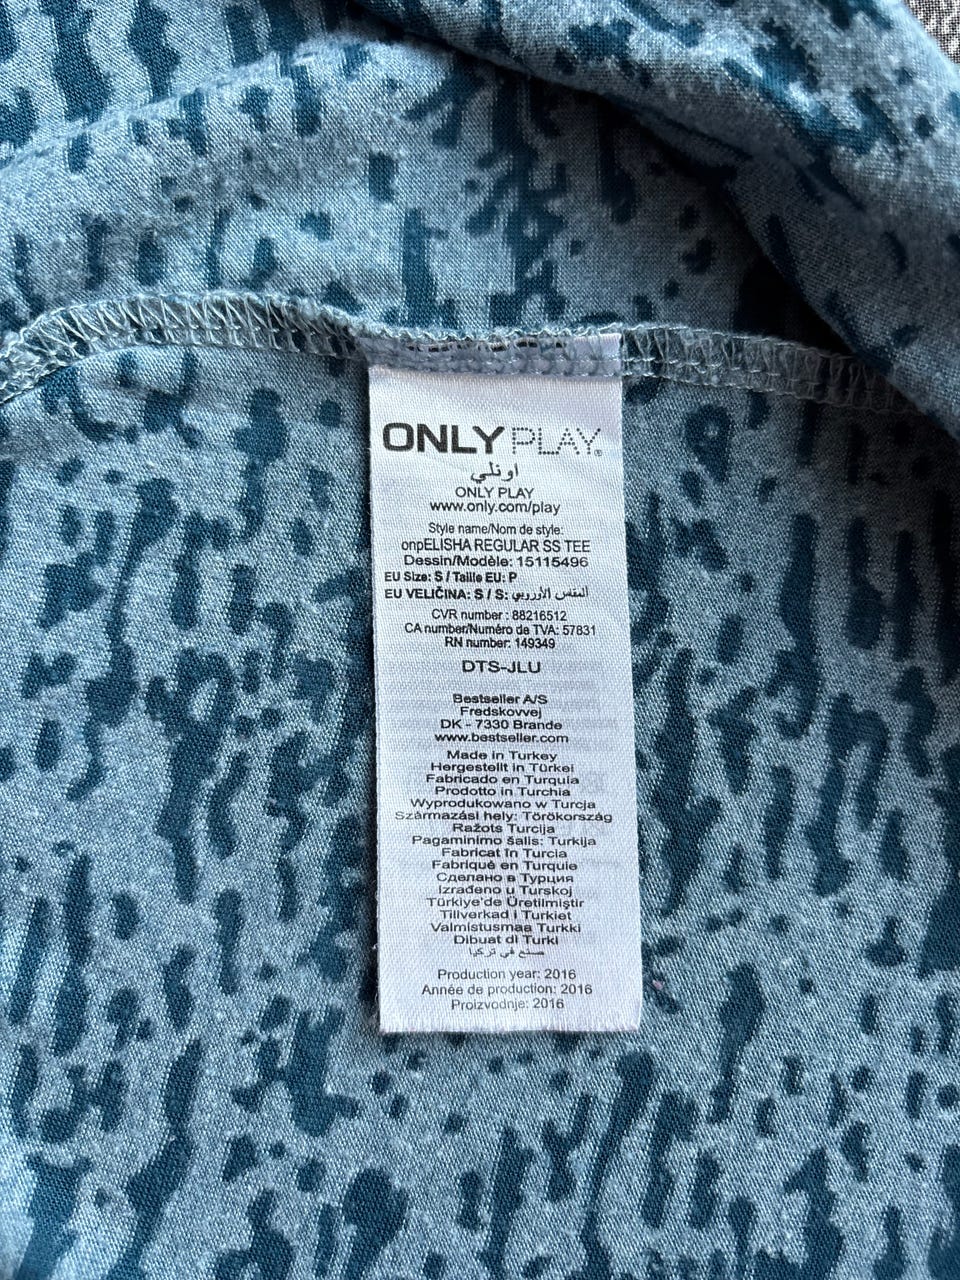 ONLY PLAY®
اونلي
ONLY PLAY
www.only.com/play
Style name/Nom de style:
onpELISHA REGULAR SS TEE
Dessin/Modèle: 15115496
EU Size: S / Taille EU: P
EU VELIČINA: S / S: المقاس الأوروبي
CVR number : 88216512
CA number/Numéro de TVA: 57831
RN number: 149349
DTS-JLU
Bestseller A/S
Fredskovvej
DK - 7330 Brande
www.bestseller.com
Made in Turkey
Hergestellt in Türkei
Fabricado en Turquia
Prodotto in Turchia
Wyprodukowano w Turcja
Származási hely: Törökország
Ražots Turcija
Pagaminimo šalis: Turkija
Fabricat în Turcia
Fabriqué en Turquie
Сделано в Турция
Izrađeno u Turskoj
Türkiye'de Üretilmiştir
Tillverkad i Turkiet
Valmistusmaa Turkki
Dibuat di Turki
صنع في تركيا
Production year: 2016
Année de production: 2016
Proizvodnje: 2016